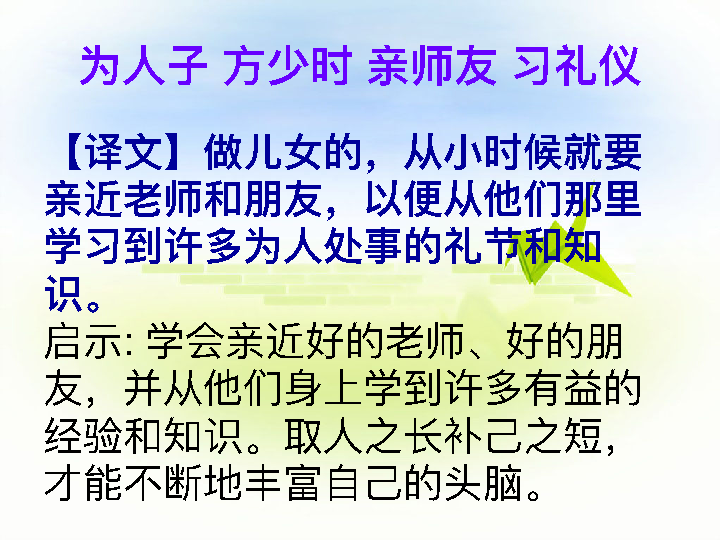 为人子 方少时 亲师友 习礼仪
【译文】做儿女的，从小时候就要
亲近老师和朋友，以便从他们那里
学习到许多为人处事的礼节和知
识。
启示: 学会亲近好的老师、好的朋
友，并从他们身上学到许多有益的
经验和知识。取人之长补己之短，
才能不断地丰富自己的头脑。